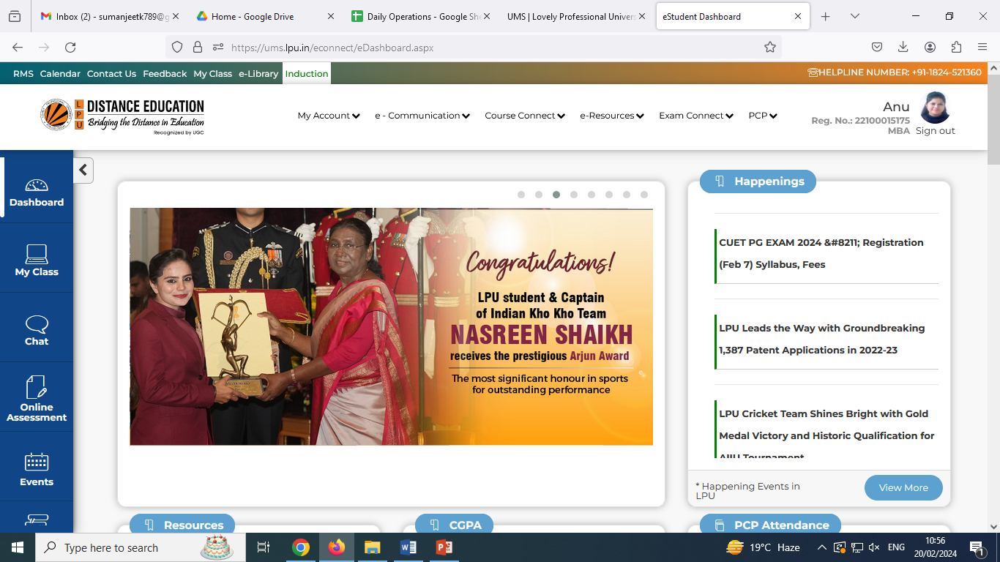 Inbox (2) - sumanjeetk789@g
Home - Google Drive
Daily Operations - Google She
UMS | Lovely Professional Univers
eStudent Dashboard
https://ums.lpu.in/econnect/eDashboard.aspx
RMS Calendar Contact Us Feedback My Class e-Library Induction
HELPLINE NUMBER: +91-1824-521360
LPU
DISTANCE EDUCATION
Bridging the Distance in Education
Recognized by UGC
My Account
e - Communication
Course Connect
e-Resources
Exam Connect
PCP
Anu
Reg. No.: 22100015175
MBA
Sign out
Dashboard
My Class
Chat
Online
Assessment
Events
Congratulations!
LPU student & Captain
of Indian Kho Kho Team
NASREEN SHAIKH
receives the prestigious Arjun Award
The most significant honour in sports
for outstanding performance
Happenings
CUET PG EXAM 2024 &#8211; Registration
(Feb 7) Syllabus, Fees
LPU Leads the Way with Groundbreaking
1,387 Patent Applications in 2022-23
LPU Cricket Team Shines Bright with Gold
Medal Victory and Historic Qualification for
AIIU Tournament
* Happening Events in
LPU
View More
Resources
CGPA
PCP Attendance
Type here to search
19°C Haze
ENG
10:56
20/02/2024
1